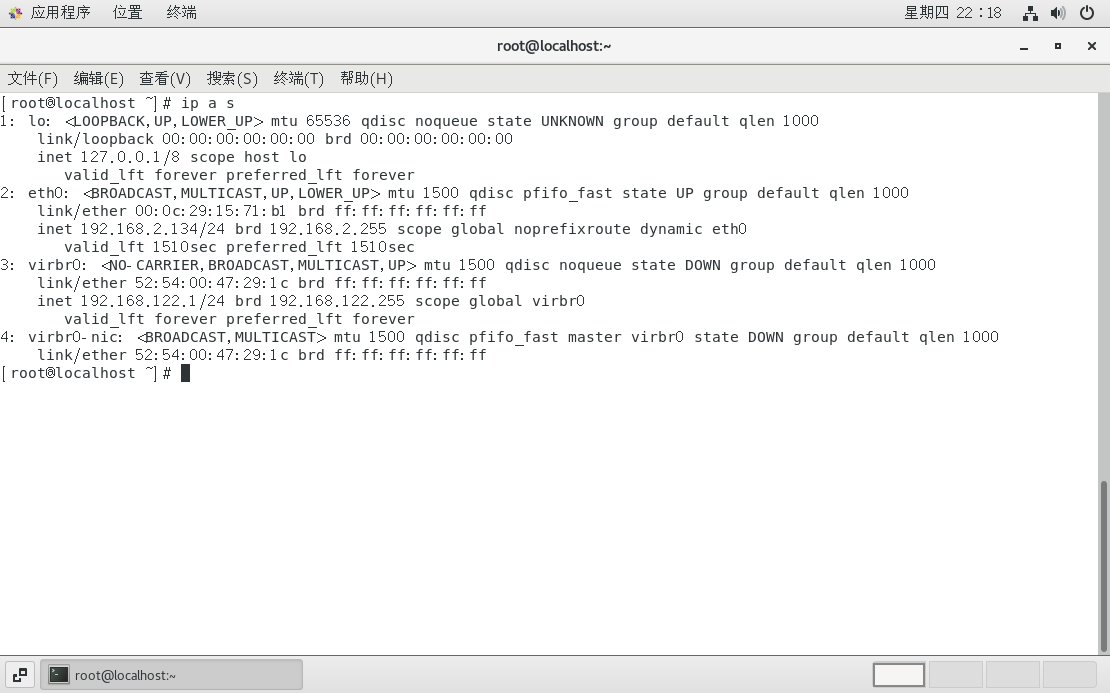 应用程序 位置 终端 星期四 22：18
root@localhost:~
文件(F) 编辑(E) 查看(V) 搜索(S) 终端(T) 帮助(H)
[root@localhost ~]# ip a s
1: lo: <LOOPBACK,UP,LOWER_UP> mtu 65536 qdisc noqueue state UNKNOWN group default qlen 1000
link/loopback 00:00:00:00:00:00 brd 00:00:00:00:00:00
inet 127.0.0.1/8 scope host lo
valid_lft forever preferred_lft forever
2: eth0: <BROADCAST,MULTICAST,UP,LOWER_UP> mtu 1500 qdisc pfifo_fast state UP group default qlen 1000
link/ether 00:0c:29:15:71:b1 brd ff:ff:ff:ff:ff:ff
inet 192.168.2.134/24 brd 192.168.2.255 scope global noprefixroute dynamic eth0
valid_lft 1510sec preferred_lft 1510sec
3: virbr0: <NO-CARRIER,BROADCAST,MULTICAST,UP> mtu 1500 qdisc noqueue state DOWN group default qlen 1000
link/ether 52:54:00:47:29:1c brd ff:ff:ff:ff:ff:ff
inet 192.168.122.1/24 brd 192.168.122.255 scope global virbr0
valid_lft forever preferred_lft forever
4: virbr0-nic: <BROADCAST,MULTICAST> mtu 1500 qdisc pfifo_fast master virbr0 state DOWN group default qlen 1000
link/ether 52:54:00:47:29:1c brd ff:ff:ff:ff:ff:ff
[root@localhost ~]#
root@localhost:~